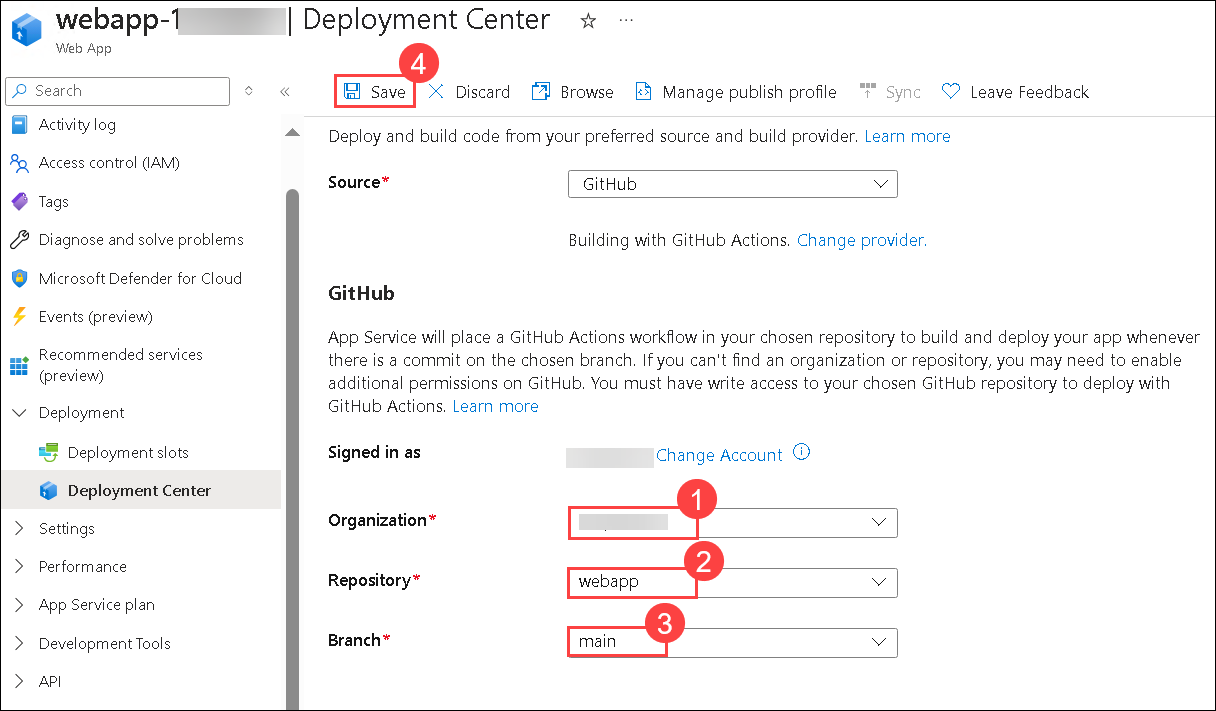 webapp-1 | Deployment Center
Web App
Search
Activity log
Access control (IAM)
Tags
Diagnose and solve problems
Microsoft Defender for Cloud
Events (preview)
Recommended services
(preview)
Deployment
Deployment slots
Deployment Center
Settings
Performance
App Service plan
Development Tools
API
4
Save Discard Browse Manage publish profile Sync Leave Feedback
Deploy and build code from your preferred source and build provider. Learn more
Source* GitHub
Building with GitHub Actions. Change provider.
GitHub
App Service will place a GitHub Actions workflow in your chosen repository to build and deploy your app whenever
there is a commit on the chosen branch. If you can't find an organization or repository, you may need to enable
additional permissions on GitHub. You must have write access to your chosen GitHub repository to deploy with
GitHub Actions. Learn more
Signed in as Change Account
1
Organization*
2
Repository* webapp
3
Branch* main